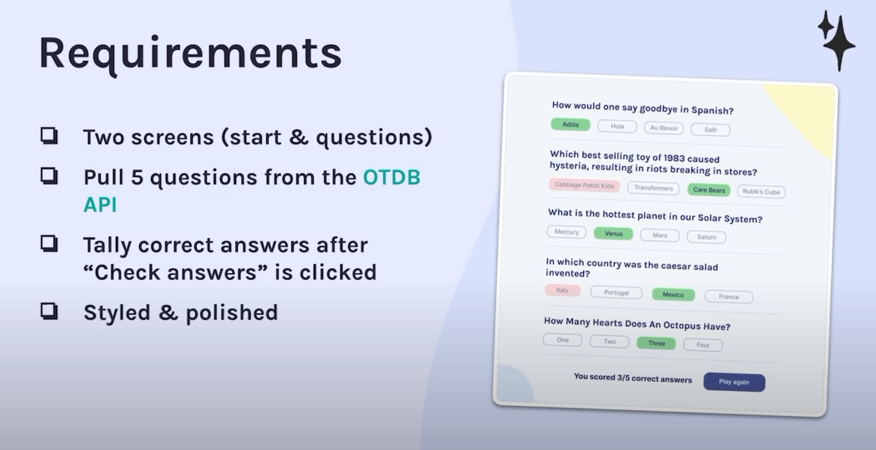 Requirements
Two screens (start & questions)
Pull 5 questions from the OTDB
API
Tally correct answers after
“Check answers” is clicked
Styled & polished
How would one say goodbye in Spanish?
Adiós Hola Au Revoir Salir
Which best selling toy of 1983 caused
hysteria, resulting in riots breaking in stores?
Cabbage Patch Kids Transformers Care Bears Rubik's Cube
What is the hottest planet in our Solar System?
Mercury Venus Mars Saturn
In which country was the caesar salad
invented?
Italy Portugal Mexico France
How Many Hearts Does An Octopus Have?
One Two Three Four
You scored 3/5 correct answers Play again